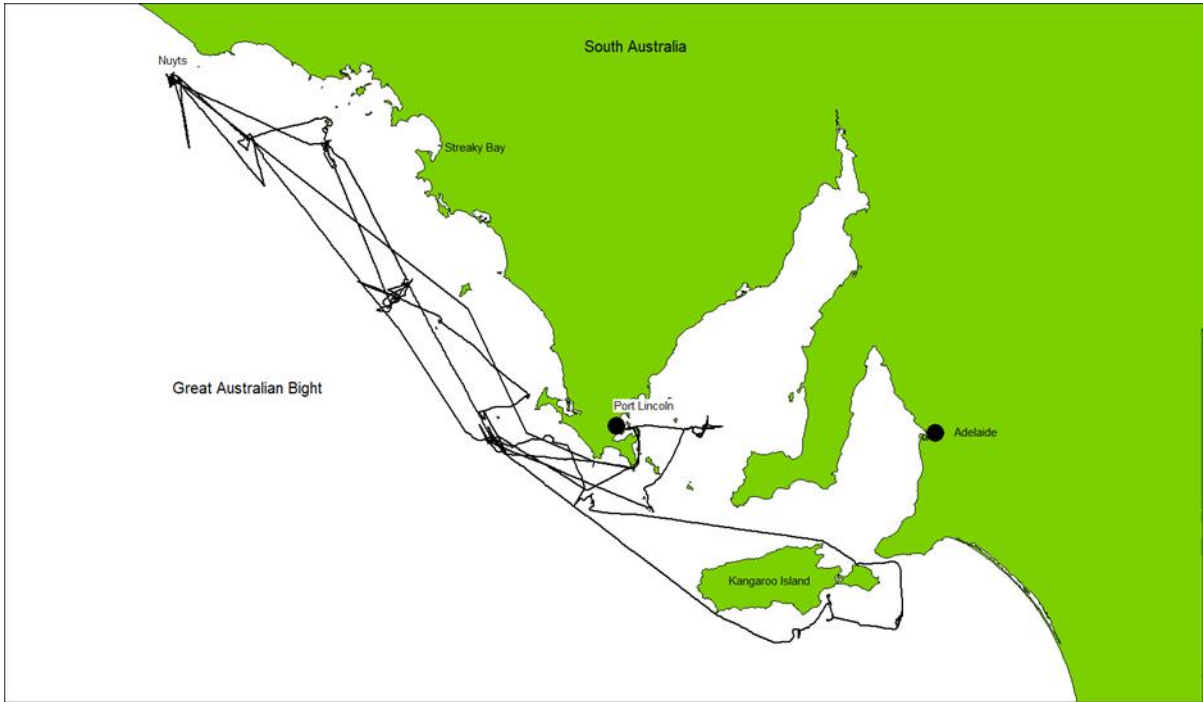 South Australia
Nuyts
Streaky Bay
Great Australian Bight
Port Lincoln
Adelaide
Kangaroo Island